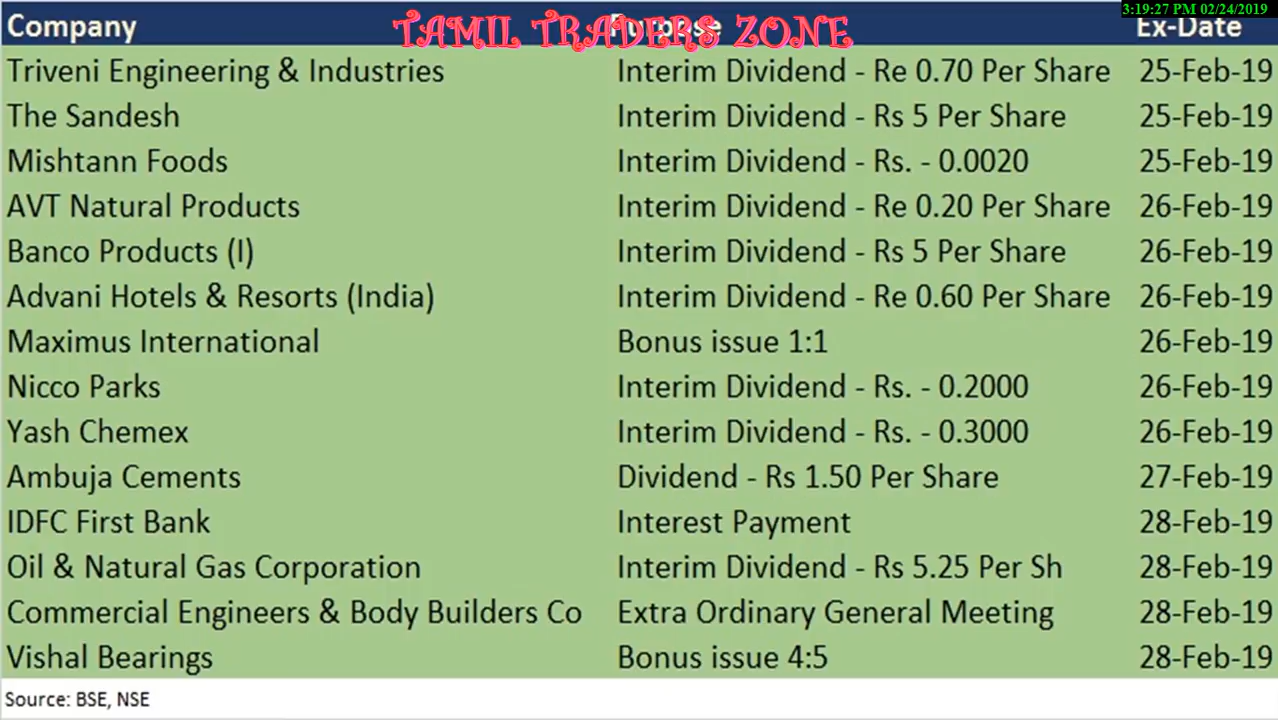 3:19:27 PM 02/24/2019
TAMIL TRADERS ZONE
Company Purpose Ex-Date
Triveni Engineering & Industries Interim Dividend - Re 0.70 Per Share 25-Feb-19
The Sandesh Interim Dividend - Rs 5 Per Share 25-Feb-19
Mishtann Foods Interim Dividend - Rs. - 0.0020 25-Feb-19
AVT Natural Products Interim Dividend - Re 0.20 Per Share 26-Feb-19
Banco Products (I) Interim Dividend - Rs 5 Per Share 26-Feb-19
Advani Hotels & Resorts (India) Interim Dividend - Re 0.60 Per Share 26-Feb-19
Maximus International Bonus issue 1:1 26-Feb-19
Nicco Parks Interim Dividend - Rs. - 0.2000 26-Feb-19
Yash Chemex Interim Dividend - Rs. - 0.3000 26-Feb-19
Ambuja Cements Dividend - Rs 1.50 Per Share 27-Feb-19
IDFC First Bank Interest Payment 28-Feb-19
Oil & Natural Gas Corporation Interim Dividend - Rs 5.25 Per Sh 28-Feb-19
Commercial Engineers & Body Builders Co Extra Ordinary General Meeting 28-Feb-19
Vishal Bearings Bonus issue 4:5 28-Feb-19
Source: BSE, NSE